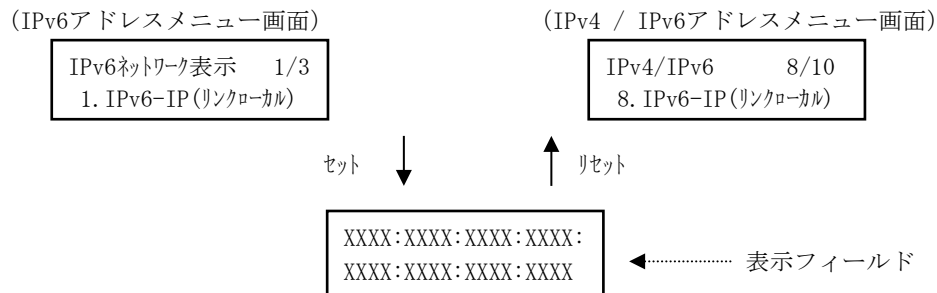 (IPv6アドレスメニュー画面)
(IPv4 / IPv6アドレスメニュー画面)
IPv6ﾈｯﾄﾜｰｸ表示 1/3
1.IPv6-IP(ﾘﾝｸﾛｰｶﾙ)
IPv4/IPv6 8/10
8.IPv6-IP(ﾘﾝｸﾛｰｶﾙ)
ｾｯﾄ
ﾘｾｯﾄ
XXXX:XXXX:XXXX:XXXX:
XXXX:XXXX:XXXX:XXXX
表示フィールド